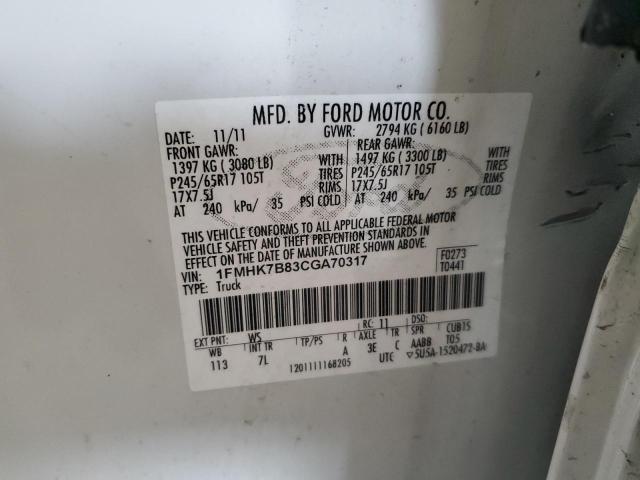 MFD. BY FORD MOTOR CO.
DATE: 11/11 GVWR: 2794 KG ( 6160 LB)
FRONT GAWR: REAR GAWR:
1397 KG ( 3080 LB) WITH 1497 KG ( 3300 LB) WITH
P245/65R17 105T TIRES P245/65R17 105T TIRES
17X7.5J RIMS 17X7.5J RIMS
AT 240 kPa/ 35 PSI COLD AT 240 kPa/ 35 PSI COLD
THIS VEHICLE CONFORMS TO ALL APPLICABLE FEDERAL MOTOR
VEHICLE SAFETY AND THEFT PREVENTION STANDARDS IN
EFFECT ON THE DATE OF MANUFACTURE SHOWN ABOVE.
VIN: 1FMHK7B83CGA70317 F0273
TYPE: Truck T0441
EXT PNT: WS RC: 11 DSO:
WB INT TR TP/PS R AXLE TR SPR CUB15
113 7L A 3E C AABB T05
1201111168205 UTC 5U5A-1520472-BA